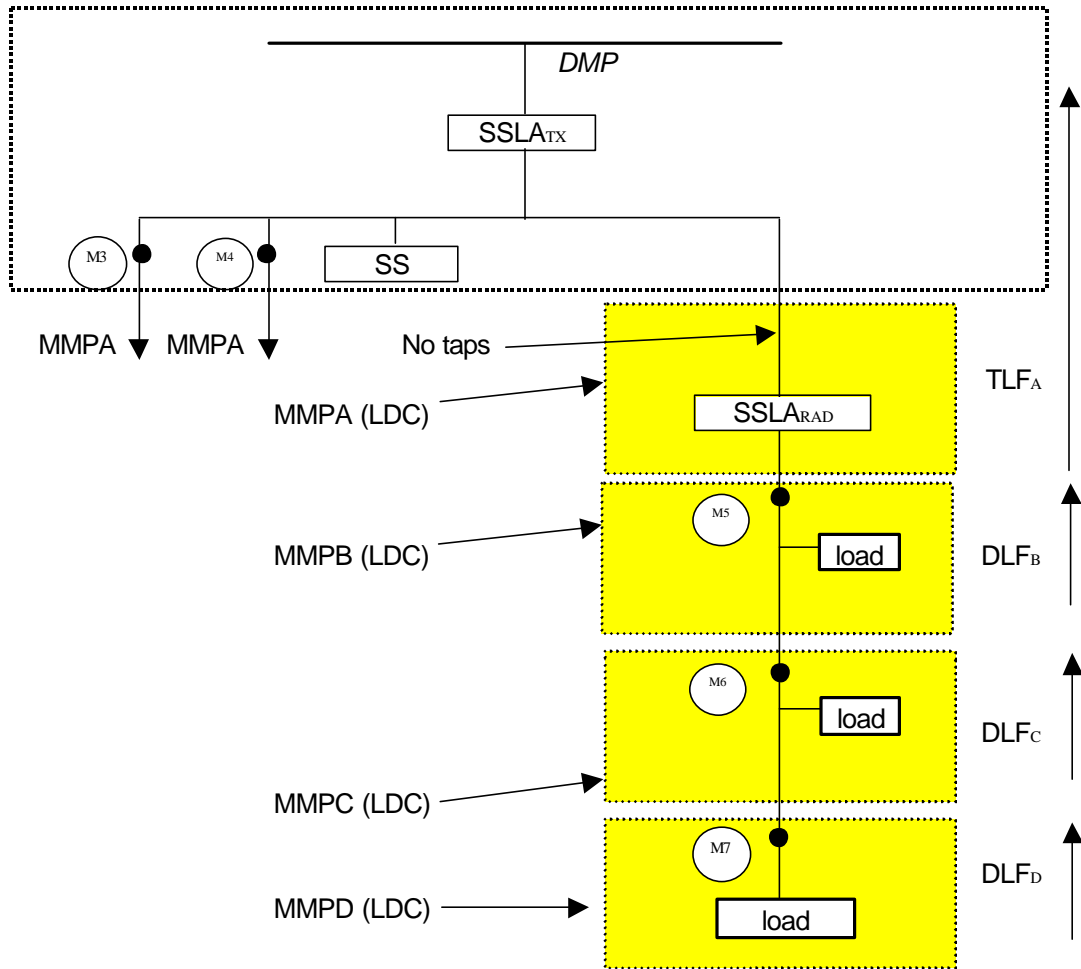 DMP
SSLATX
M3
M4
SS
MMPA
MMPA
No taps
TLFA
MMPA (LDC)
SSLARAD
M5
MMPB (LDC)
load
DLFB
M6
load
DLFC
MMPC (LDC)
M7
DLFD
MMPD (LDC)
load